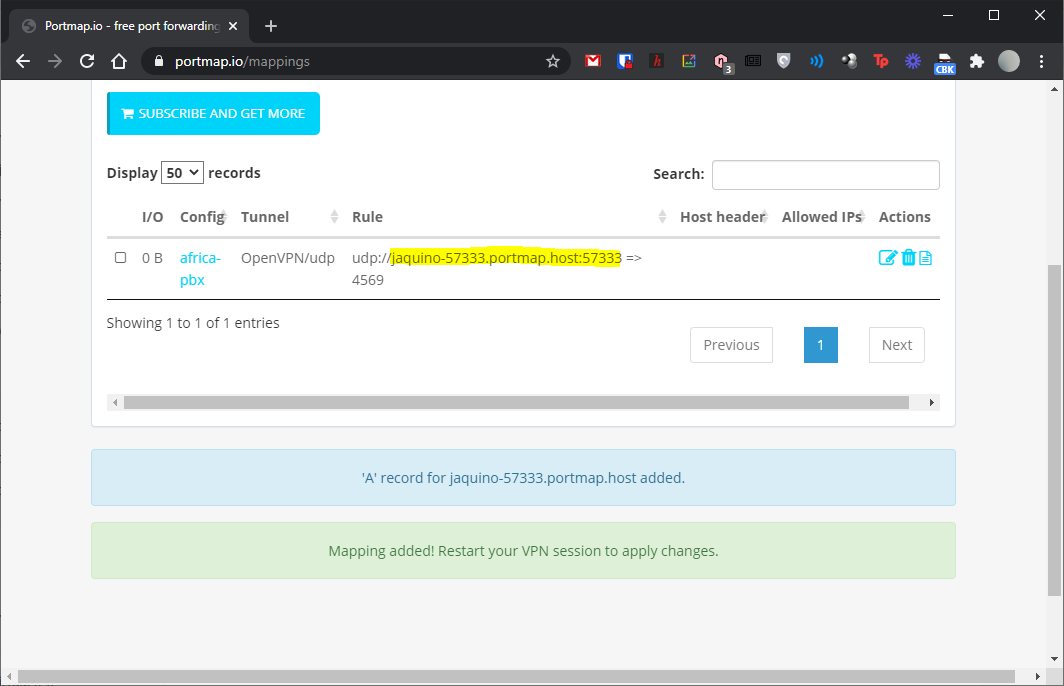 Portmap.io - free port forwarding
portmap.io/mappings
3
CBK
Tp
SUBSCRIBE AND GET MORE
Display 50 records
Search:
I/O Config Tunnel Rule Host header Allowed IPs Actions
0 B africa- OpenVPN/udp udp://jaquino-57333.portmap.host:57333 =>
pbx 4569
Showing 1 to 1 of 1 entries
Previous 1 Next
'A' record for jaquino-57333.portmap.host added.
Mapping added! Restart your VPN session to apply changes.